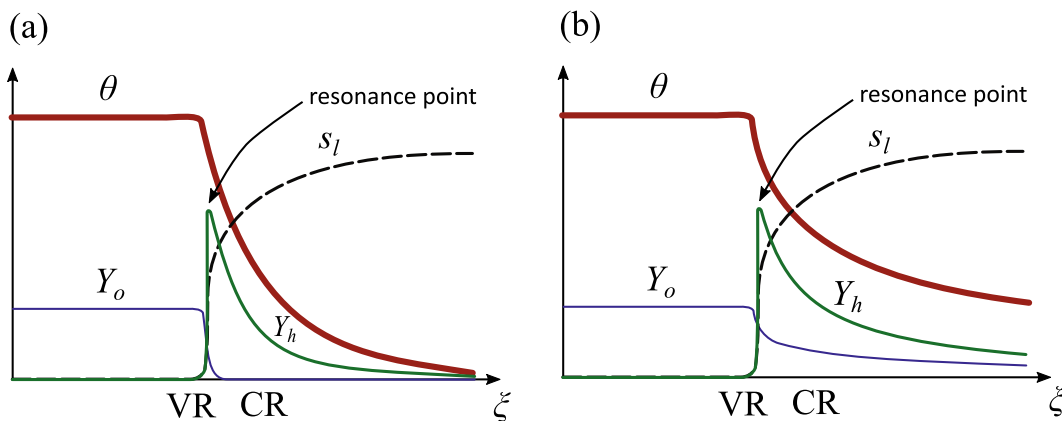 (a)
θ
resonance point
s_l
Y_o
Y_h
VR CR
ξ
(b)
θ
resonance point
s_l
Y_o
Y_h
VR CR
ξ